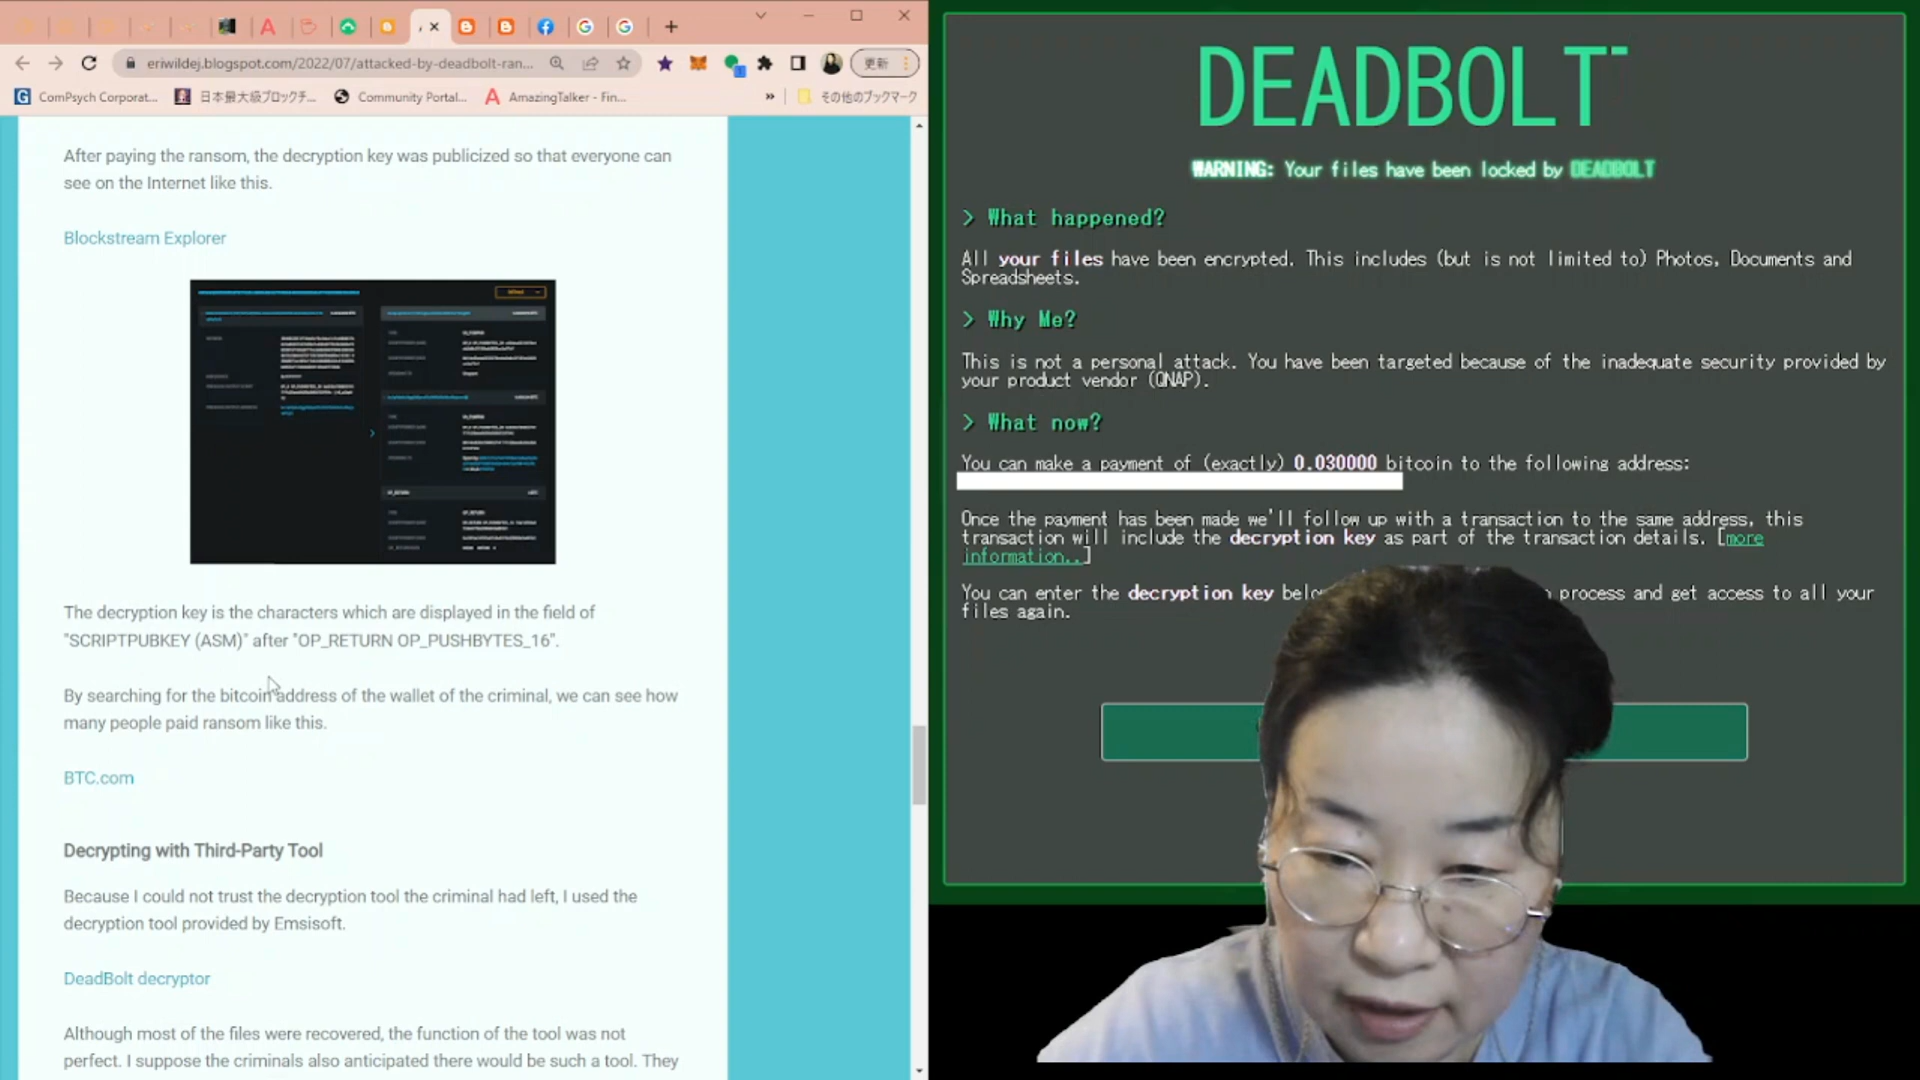 eriwildej.blogspot.com/2022/07/attacked-by-deadbolt-ran...
更新
ComPsych Corporat...
日本最大級ブロックチ...
Community Portal...
AmazingTalker - Fin...
»
その他のブックマーク
After paying the ransom, the decryption key was publicized so that everyone can
see on the Internet like this.
Blockstream Explorer
The decryption key is the characters which are displayed in the field of
"SCRIPTPUBKEY (ASM)" after "OP_RETURN OP_PUSHBYTES_16".
By searching for the bitcoin address of the wallet of the criminal, we can see how
many people paid ransom like this.
BTC.com
Decrypting with Third-Party Tool
Because I could not trust the decryption tool the criminal had left, I used the
decryption tool provided by Emsisoft.
DeadBolt decryptor
Although most of the files were recovered, the function of the tool was not
perfect. I suppose the criminals also anticipated there would be such a tool. They
DEADBOLT
WARNING: Your files have been locked by DEADBOLT
> What happened?
All your files have been encrypted. This includes (but is not limited to) Photos, Documents and
Spreadsheets.
> Why Me?
This is not a personal attack. You have been targeted because of the inadequate security provided by
your product vendor (QNAP).
> What now?
You can make a payment of (exactly) 0.030000 bitcoin to the following address:
Once the payment has been made we'll follow up with a transaction to the same address, this
transaction will include the decryption key as part of the transaction details. [more
information..]
You can enter the decryption key process and get access to all your
files again.